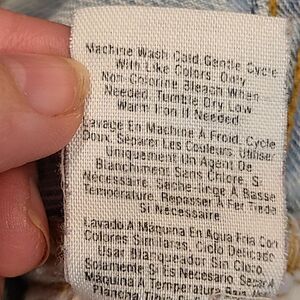 Machine Wash Cold, Gentle Cycle
With Like Colors. Only
Non-Chlorine Bleach When
Needed. Tumble Dry Low
Warm Iron If Needed
Lavage En Machine A Froid, Cycle
Doux. Séparer Les Couleurs. Utiliser
Uniquement Un Agent De
Blanchiment Sans Chlore, Si
Nécessaire. Sèche-linge À Basse
Température. Repasser À Fer Tiède
Si Nécessaire
Lavado A Máquina En Agua Fría Con
Colores Similares, Ciclo Delicado
Usar Blanqueador Sin Cloro,
Solamente Si Es Necesario. Secar A
Máquina A Temperatura Baja
Plancha